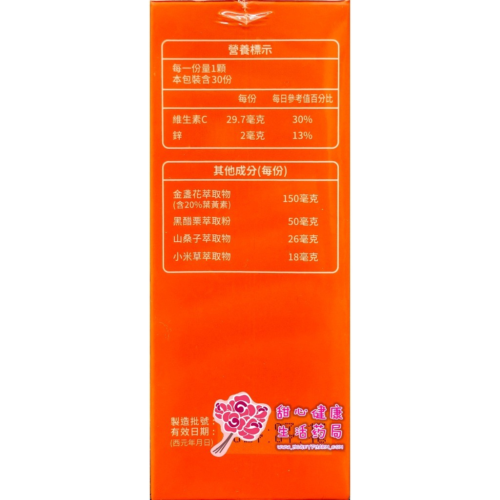 營養標示
每一份量1顆
本包裝含30份
每份 每日參考值百分比
維生素C 29.7毫克 30%
鋅 2毫克 13%
其他成分(每份)
金盞花萃取物 150毫克
(含20%葉黃素)
黑醋栗萃取粉 50毫克
山桑子萃取物 26毫克
小米草萃取物 18毫克
製造批號:
有效日期:
(西元年月日)
甜心健康
生活药局